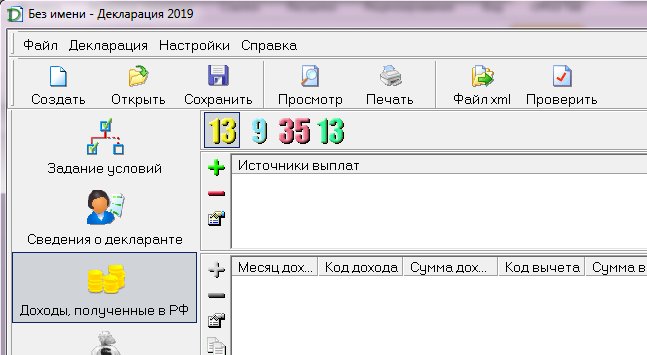 Без имени - Декларация 2019
Файл Декларация Настройки Справка
Создать Открыть Сохранить Просмотр Печать Файл xml Проверить
13 9 35 13
Задание условий
Источники выплат
Сведения о декларанте
Месяц дох... Код дохода Сумма дох... Код вычета Сумма в
Доходы, полученные в РФ